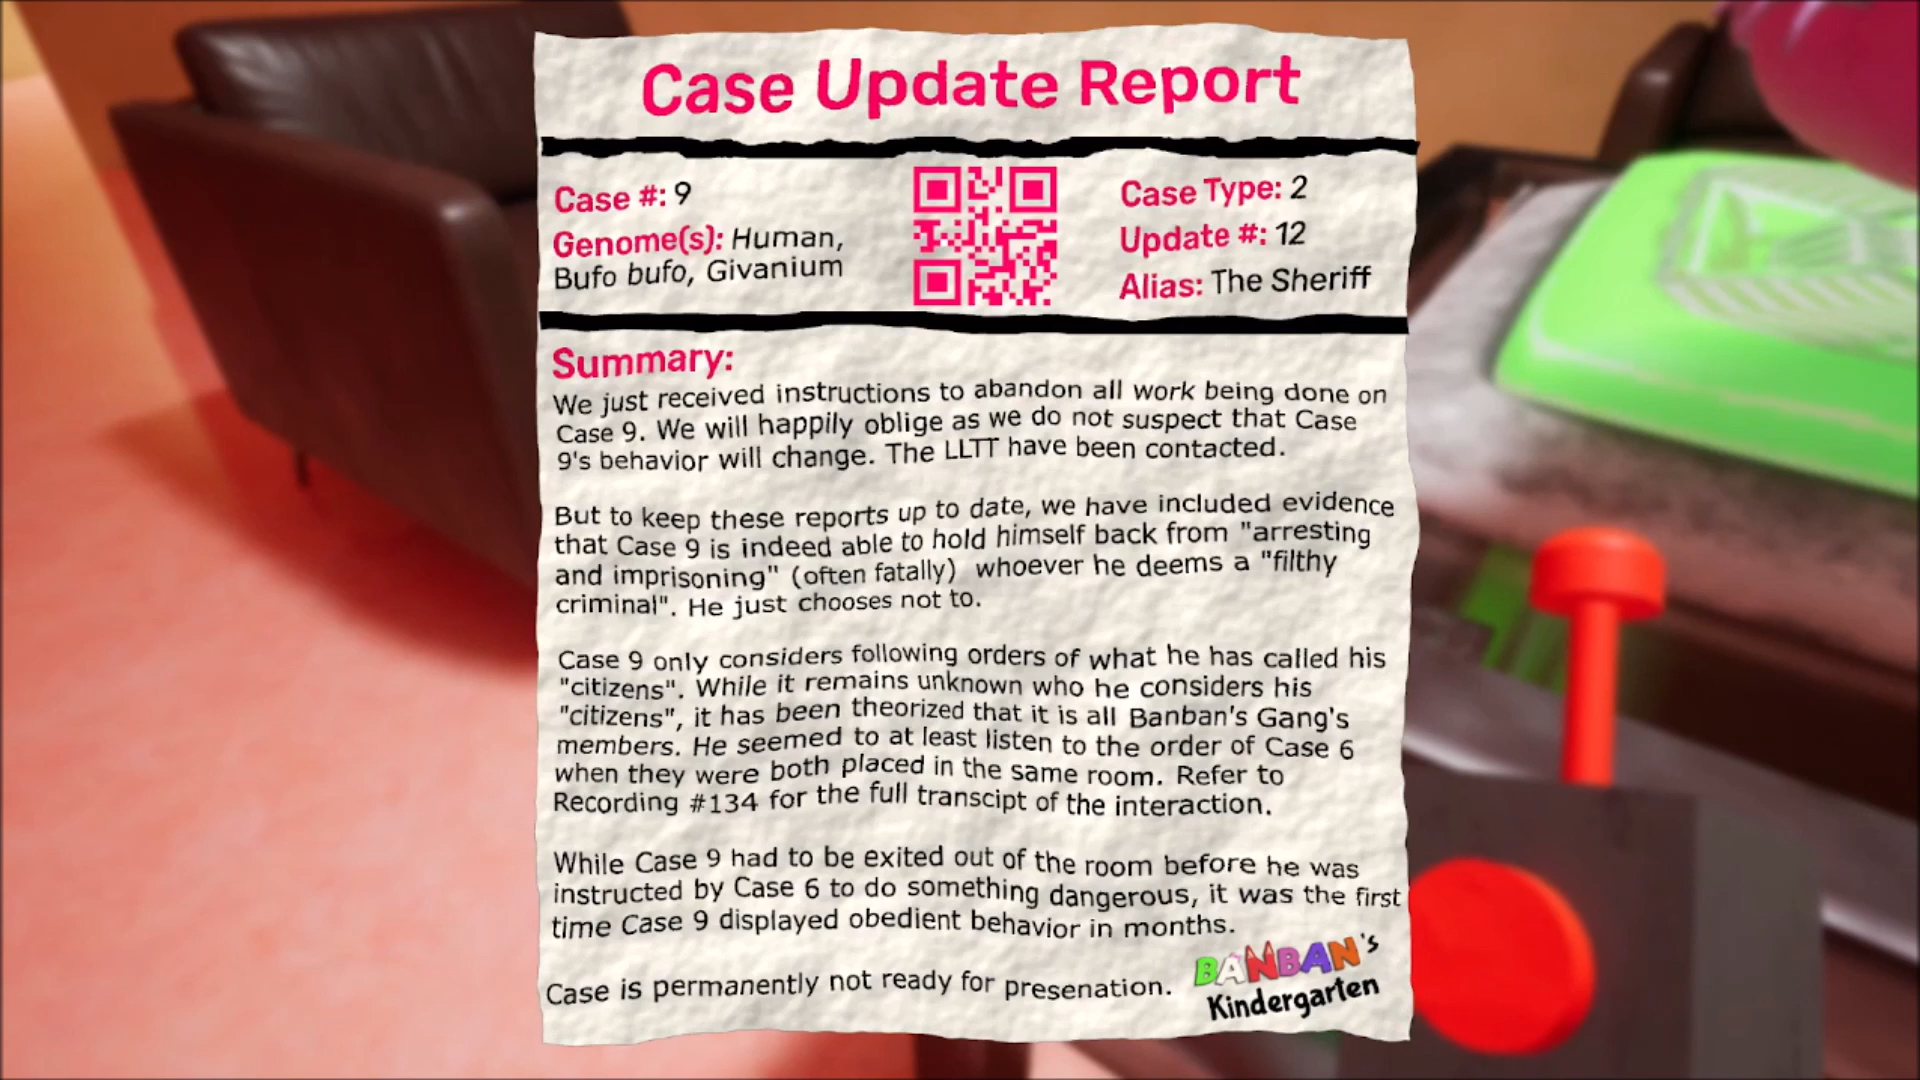 Case Update Report
Case #: 9
Genome(s): Human,
Bufo bufo, Givanium
Case Type: 2
Update #: 12
Alias: The Sheriff
Summary:
We just received instructions to abandon all work being done on
Case 9. We will happily oblige as we do not suspect that Case
9's behavior will change. The LLTT have been contacted.
But to keep these reports up to date, we have included evidence
that Case 9 is indeed able to hold himself back from "arresting
and imprisoning" (often fatally) whoever he deems a "filthy
criminal". He just chooses not to.
Case 9 only considers following orders of what he has called his
"citizens". While it remains unknown who he considers his
"citizens", it has been theorized that it is all Banban's Gang's
members. He seemed to at least listen to the order of Case 6
when they were both placed in the same room. Refer to
Recording #134 for the full transcipt of the interaction.
While Case 9 had to be exited out of the room before he was
instructed by Case 6 to do something dangerous, it was the first
time Case 9 displayed obedient behavior in months.
Case is permanently not ready for presenation.
BANBAN's
Kindergarten